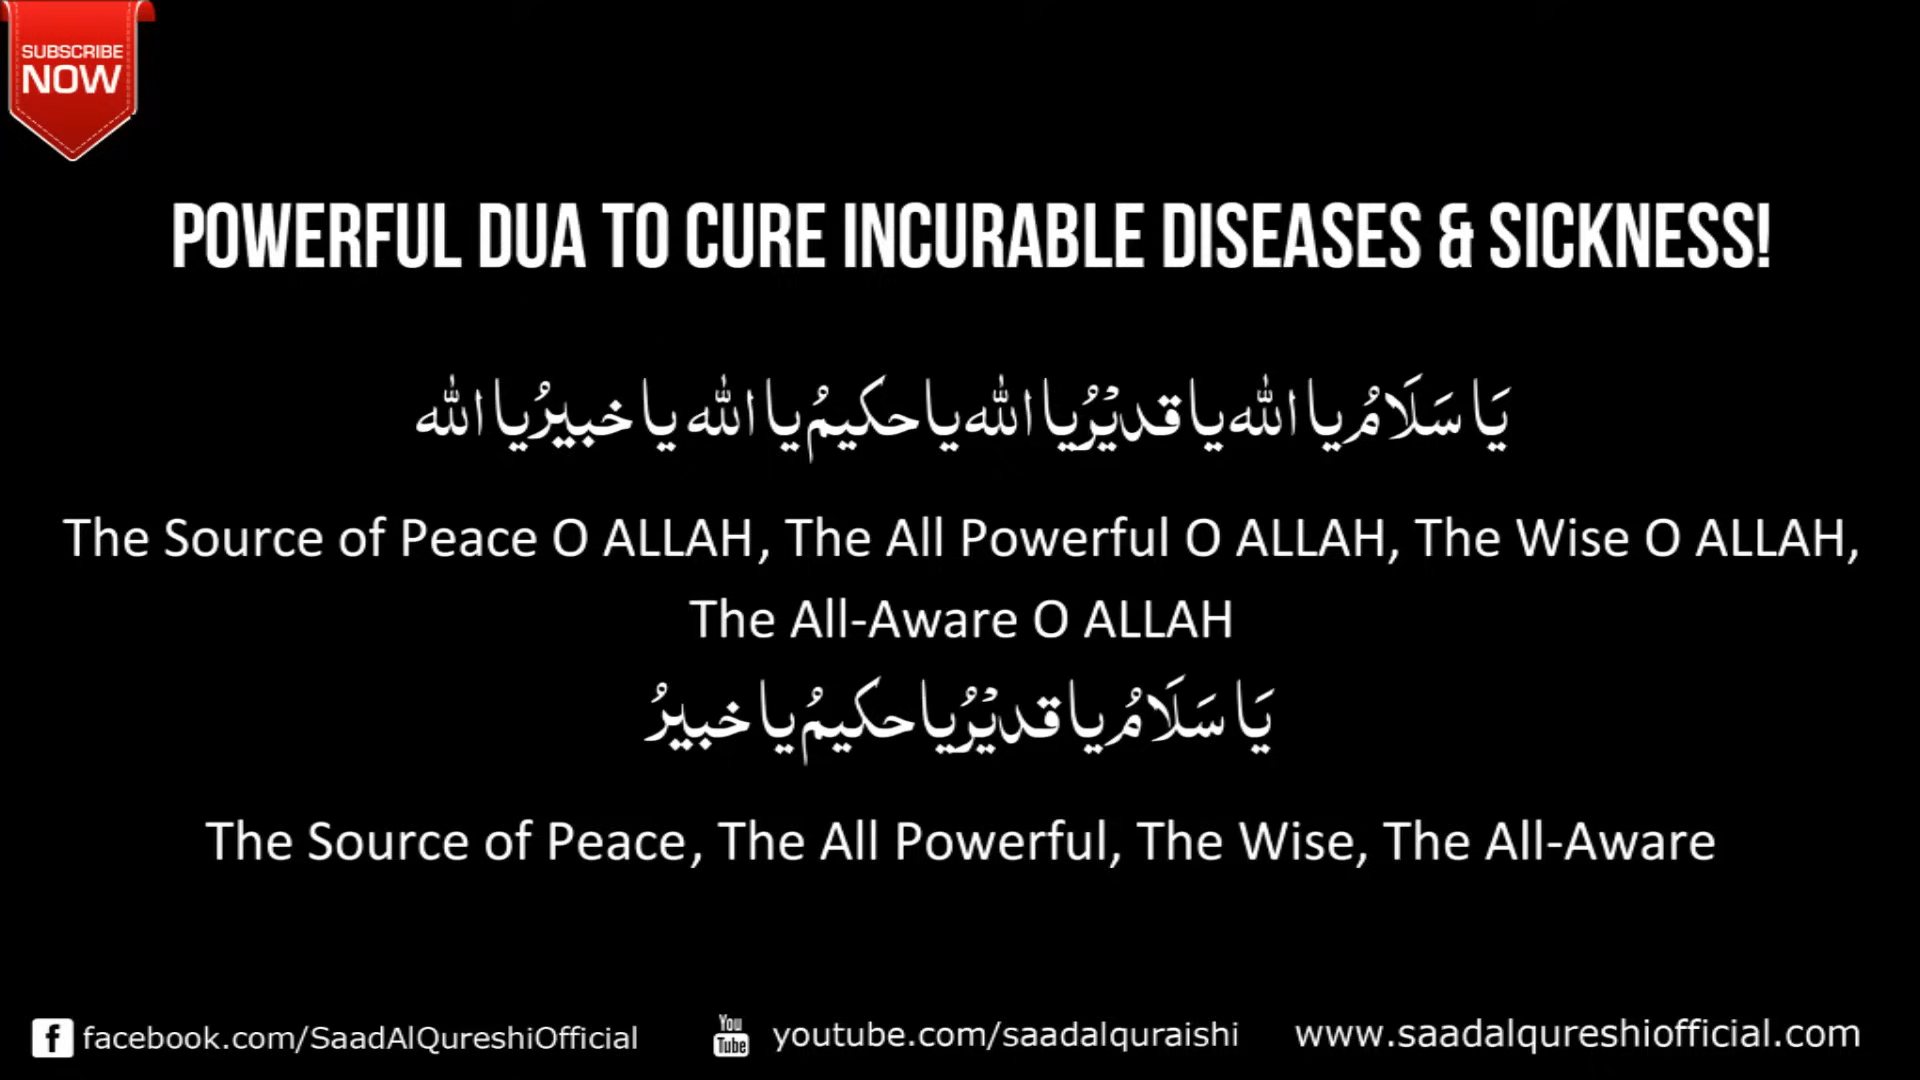 SUBSCRIBE
NOW
POWERFUL DUA TO CURE INCURABLE DISEASES & SICKNESS!
يَا سَلَامُ يا الله يا قديْرُ يا الله يا حكيمُ يا الله يا خبيرُ يا الله
The Source of Peace O ALLAH, The All Powerful O ALLAH, The Wise O ALLAH,
The All-Aware O ALLAH
يَا سَلَامُ يا قديْرُ يا حكيمُ يا خبيرُ
The Source of Peace, The All Powerful, The Wise, The All-Aware
facebook.com/SaadAlQureshiOfficial You Tube youtube.com/saadalquraishi www.saadalqureshiofficial.com